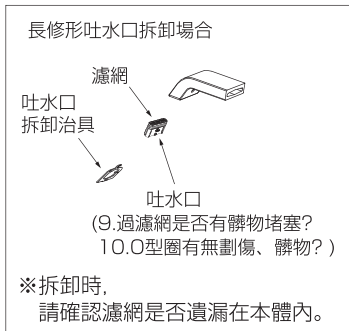 長修形吐水口拆卸場合
濾網
吐水口
拆卸治具
吐水口
(9.過濾網是否有髒物堵塞?
10.O型圈有無劃傷、髒物? )
※拆卸時,
請確認濾網是否遺漏在本體內。